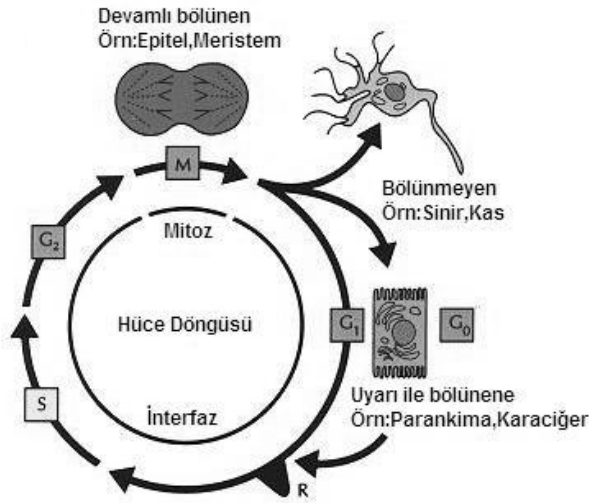 Devamlı bölünen
Örn:Epitel,Meristem
M
Bölünmeyen
Örn:Sinir,Kas
G₂
Mitoz
Hüce Döngüsü
G₁
G₀
S
İnterfaz
Uyarı ile bölünene
Örn:Parankima,Karaciğer
R